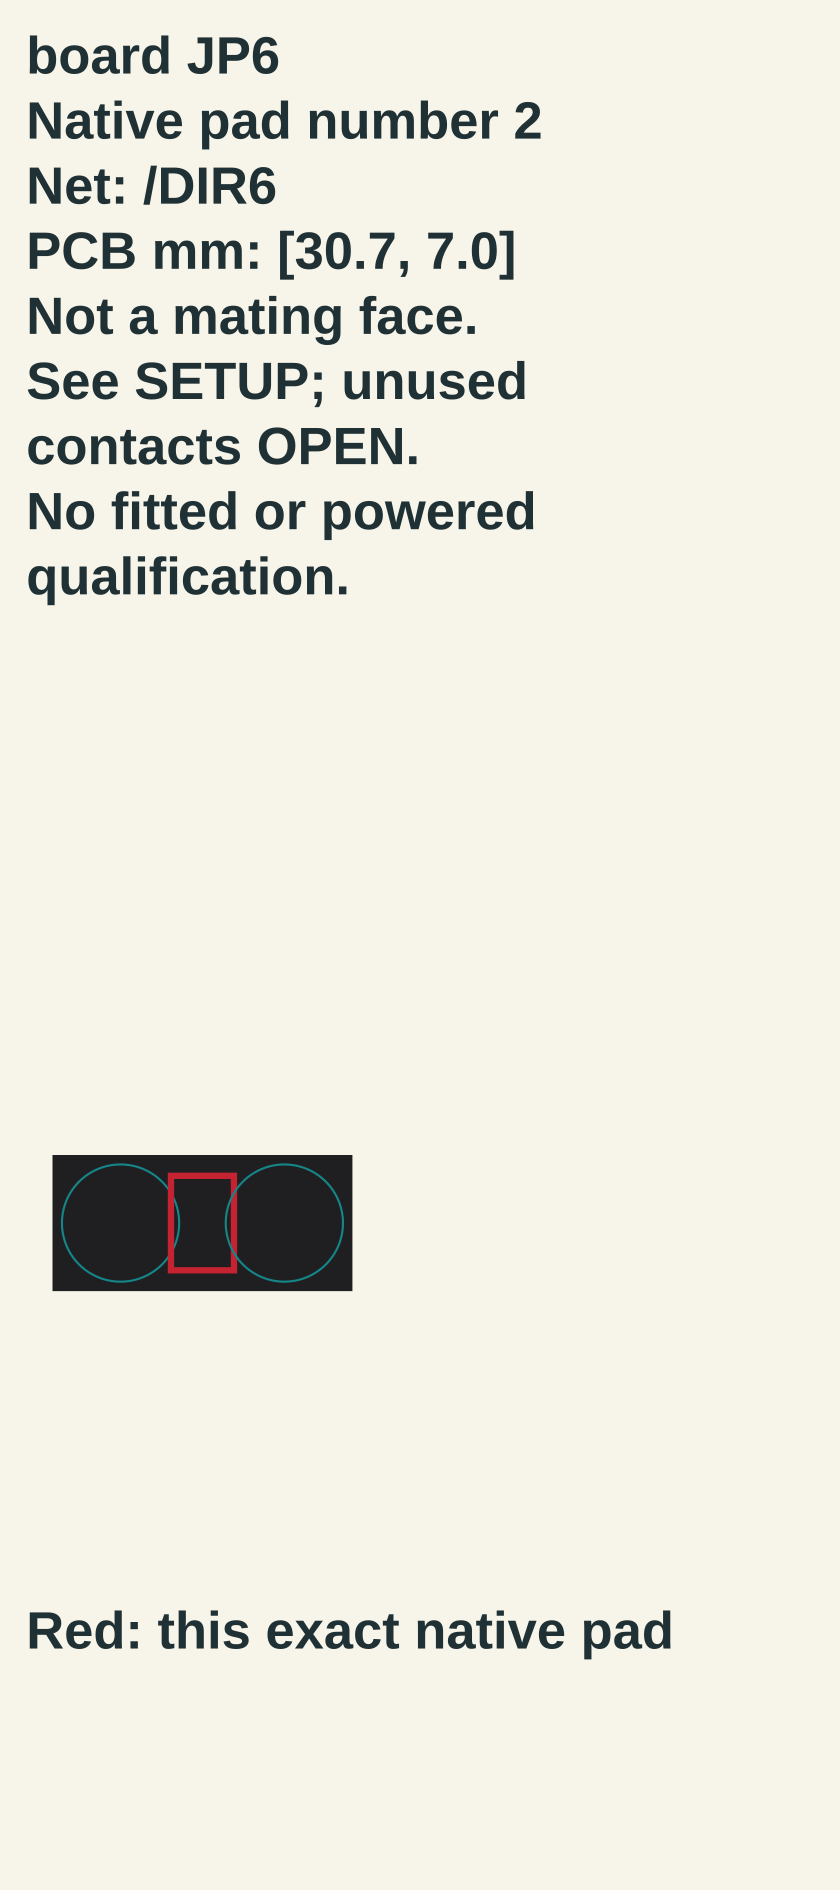 board JP6
Native pad number 2
Net: /DIR6
PCB mm: [30.7, 7.0]
Not a mating face.
See SETUP; unused
contacts OPEN.
No fitted or powered
qualification.
Red: this exact native pad